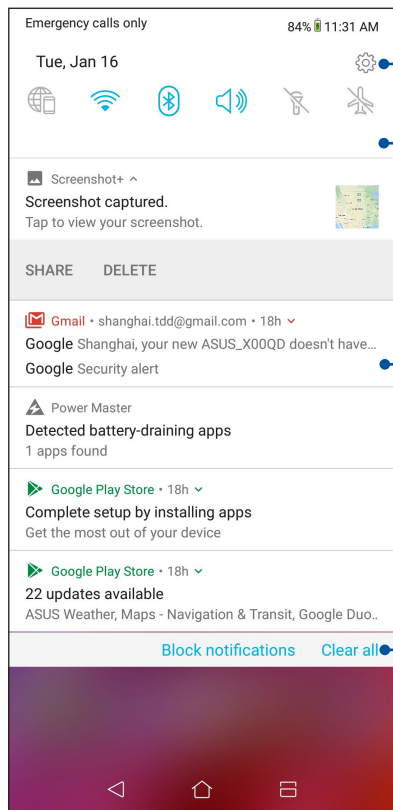 Emergency calls only 84% 11:31 AM
Tue, Jan 16
Screenshot+
Screenshot captured.
Tap to view your screenshot.
SHARE DELETE
Gmail • shanghai.tdd@gmail.com • 18h
Google Shanghai, your new ASUS_X00QD doesn't have...
Google Security alert
Power Master
Detected battery-draining apps
1 apps found
Google Play Store • 18h
Complete setup by installing apps
Get the most out of your device
Google Play Store • 18h
22 updates available
ASUS Weather, Maps - Navigation & Transit, Google Duo..
Block notifications Clear all